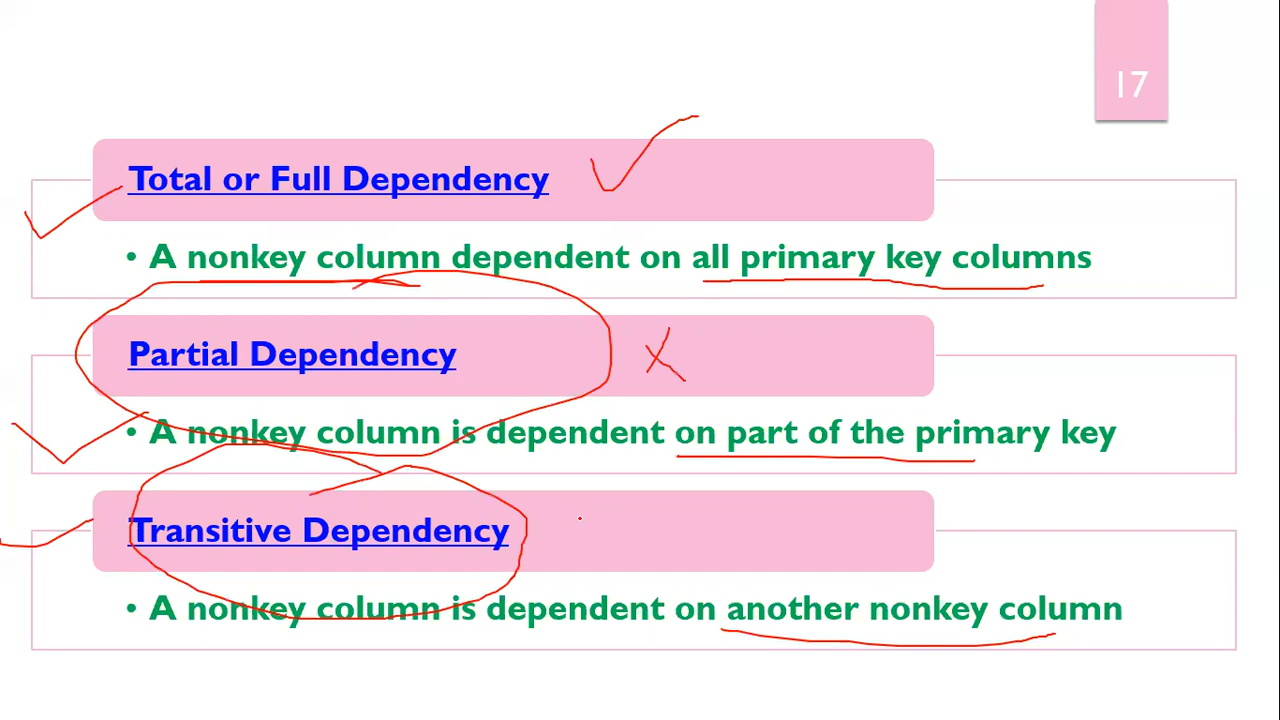 17
Total or Full Dependency
• A nonkey column dependent on all primary key columns
Partial Dependency
• A nonkey column is dependent on part of the primary key
Transitive Dependency
• A nonkey column is dependent on another nonkey column